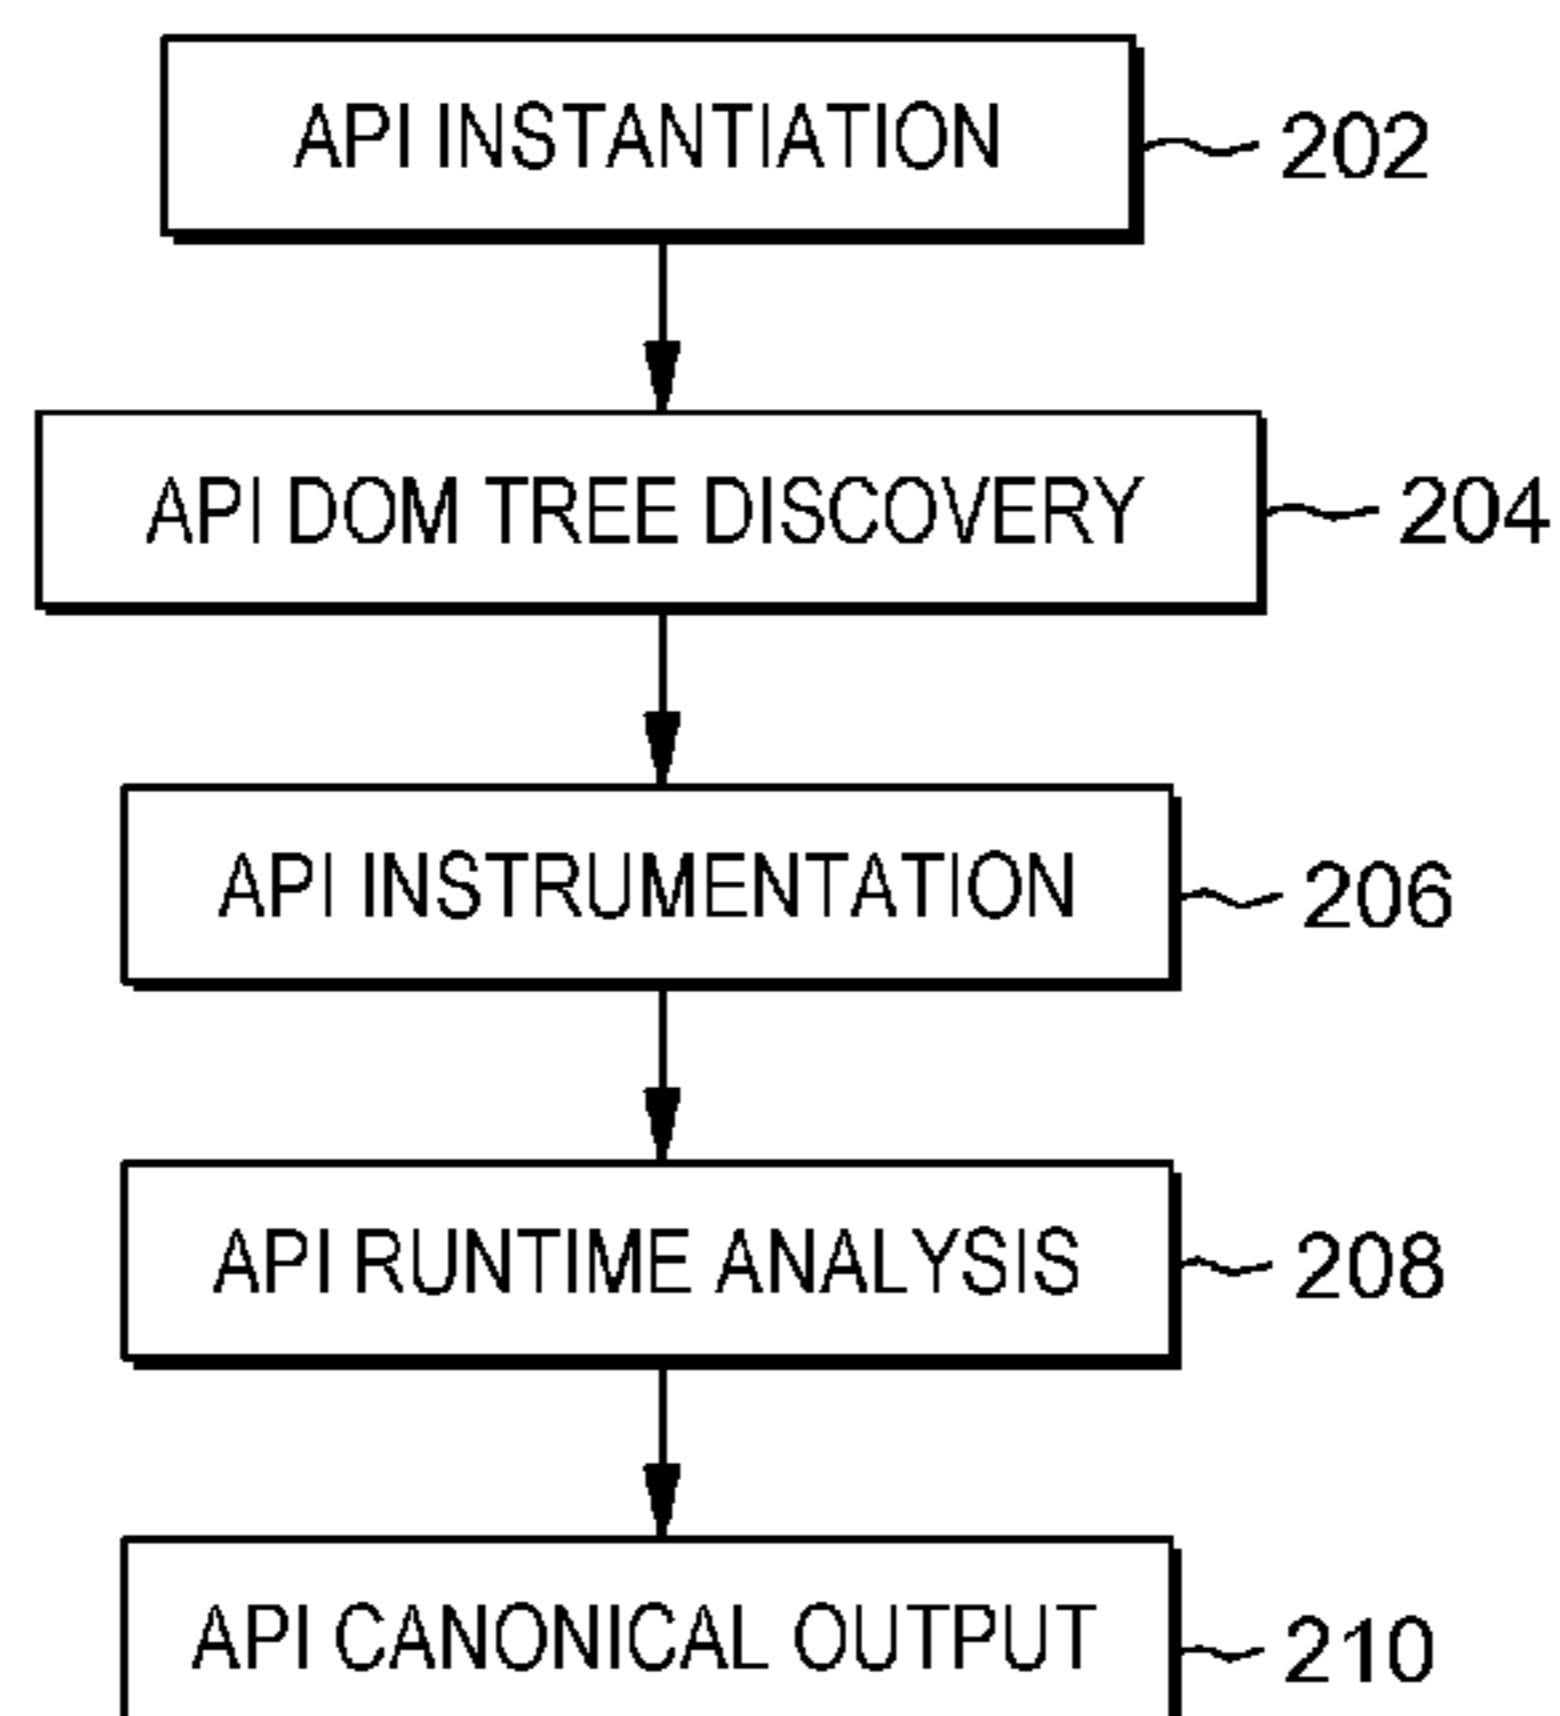 API INSTANTIATION
202
API DOM TREE DISCOVERY
204
API INSTRUMENTATION
206
API RUNTIME ANALYSIS
208
API CANONICAL OUTPUT
210